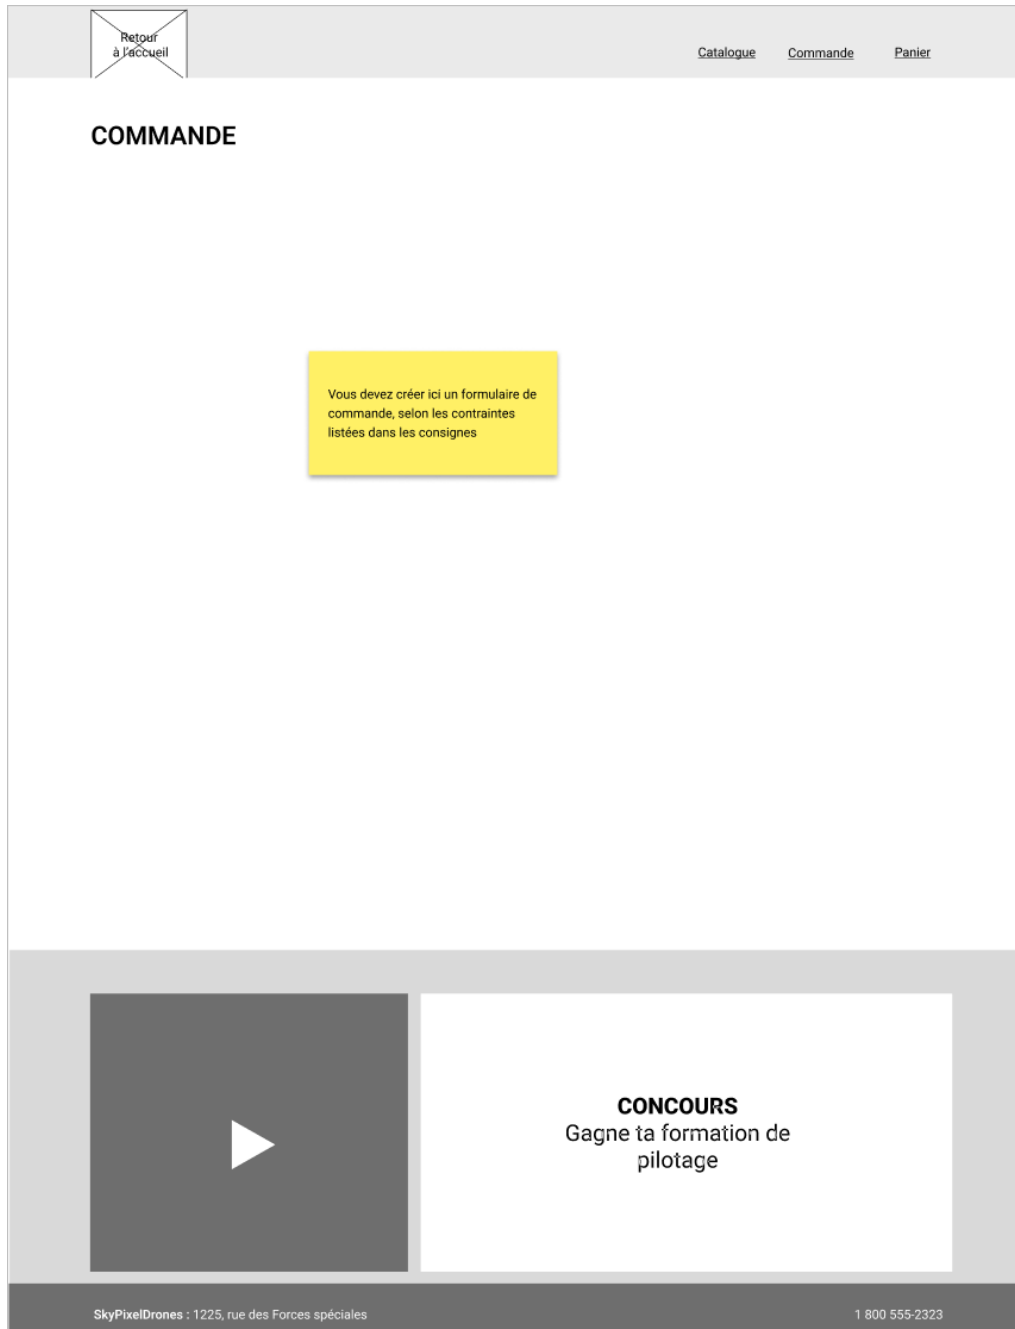 Retour
à l'accueil
Catalogue
Commande
Panier
COMMANDE
Vous devez créer ici un formulaire de
commande, selon les contraintes
listées dans les consignes
CONCOURS
Gagne ta formation de
pilotage
SkyPixelDrones : 1225, rue des Forces spéciales
1 800 555-2323